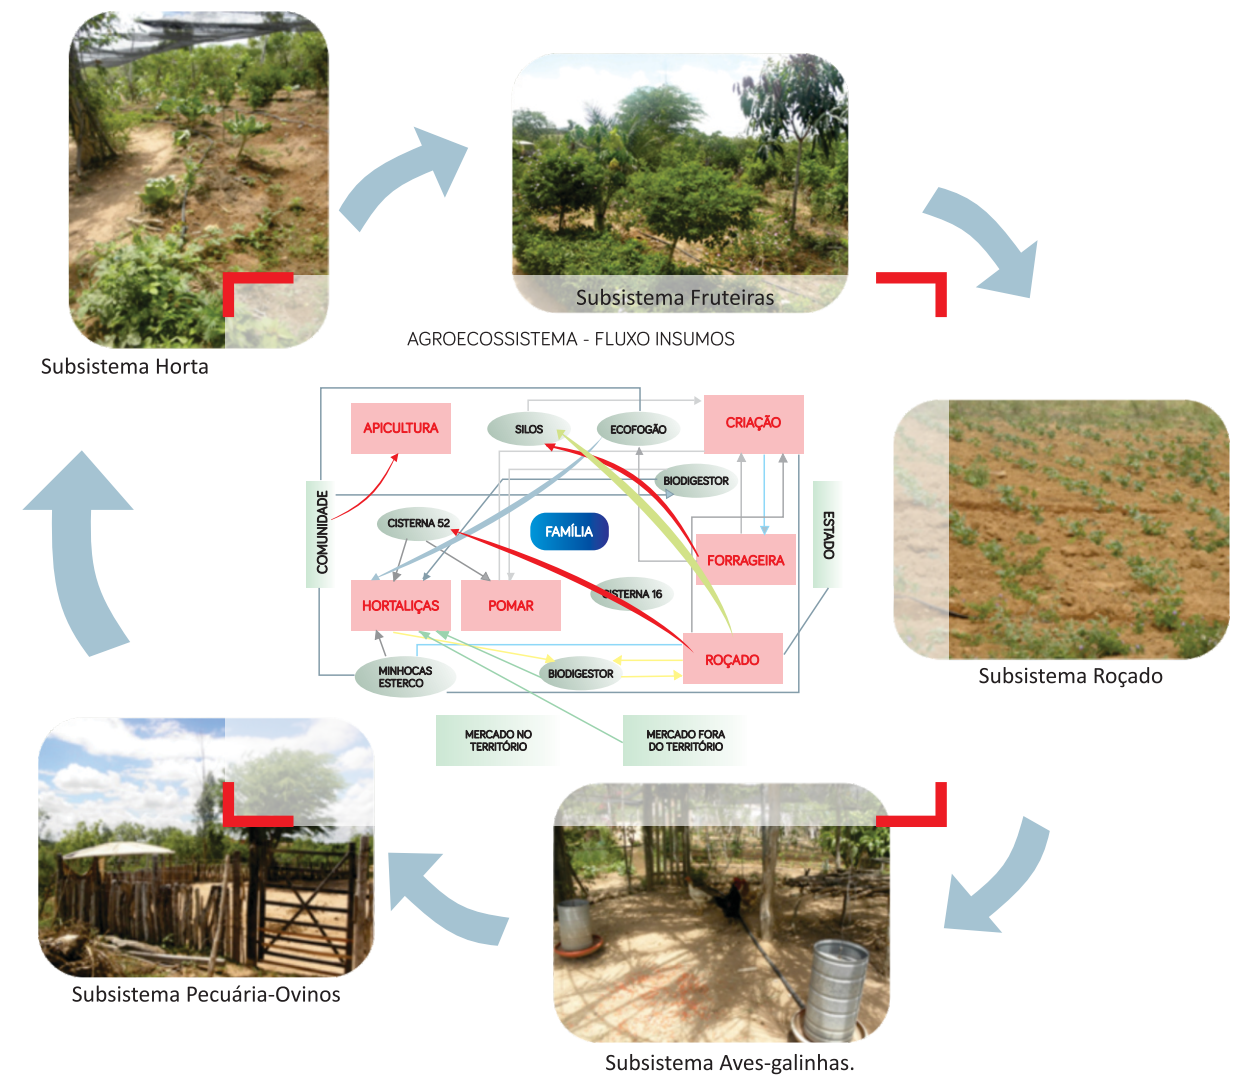 Subsistema Fruteiras
AGROECOSSISTEMA - FLUXO INSUMOS
Subsistema Horta
APICULTURA
SILOS
ECOFOGÃO
CRIAÇÃO
BIODIGESTOR
COMUNIDADE
CISTERNA 52
FAMÍLIA
ESTADO
FORRAGEIRA
HORTALIÇAS
POMAR
CISTERNA 16
ROÇADO
MINHOCAS
ESTERCO
BIODIGESTOR
Subsistema Roçado
MERCADO NO
TERRITÓRIO
MERCADO FORA
DO TERRITÓRIO
Subsistema Pecuária-Ovinos
Subsistema Aves-galinhas.